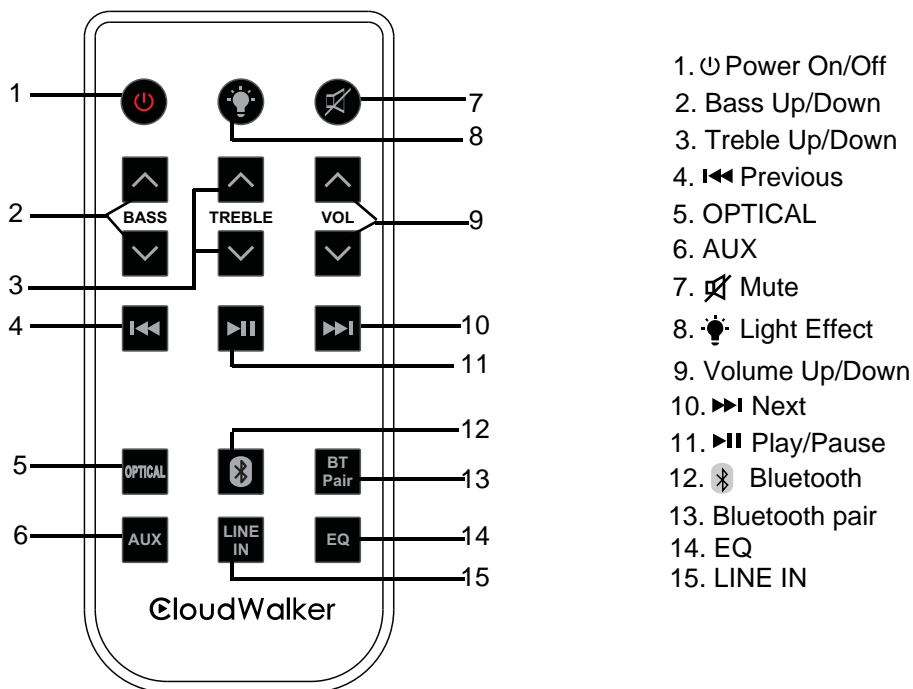 1
7
8
2
BASS
TREBLE
VOL
9
3
4
10
11
12
5
OPTICAL
BT
Pair
13
6
AUX
LINE
IN
EQ
14
15
CloudWalker
1. Power On/Off
2. Bass Up/Down
3. Treble Up/Down
4. Previous
5. OPTICAL
6. AUX
7. Mute
8. Light Effect
9. Volume Up/Down
10. Next
11. Play/Pause
12. Bluetooth
13. Bluetooth pair
14. EQ
15. LINE IN